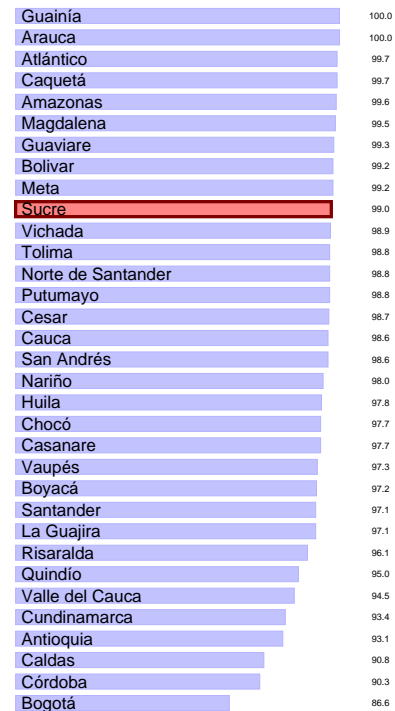 Guainía 100.0
Arauca 100.0
Atlántico 99.7
Caquetá 99.7
Amazonas 99.6
Magdalena 99.5
Guaviare 99.3
Bolivar 99.2
Meta 99.2
Sucre 99.0
Vichada 98.9
Tolima 98.8
Norte de Santander 98.8
Putumayo 98.8
Cesar 98.7
Cauca 98.6
San Andrés 98.6
Nariño 98.0
Huila 97.8
Chocó 97.7
Casanare 97.7
Vaupés 97.3
Boyacá 97.2
Santander 97.1
La Guajira 97.1
Risaralda 96.1
Quindío 95.0
Valle del Cauca 94.5
Cundinamarca 93.4
Antioquia 93.1
Caldas 90.8
Córdoba 90.3
Bogotá 86.6